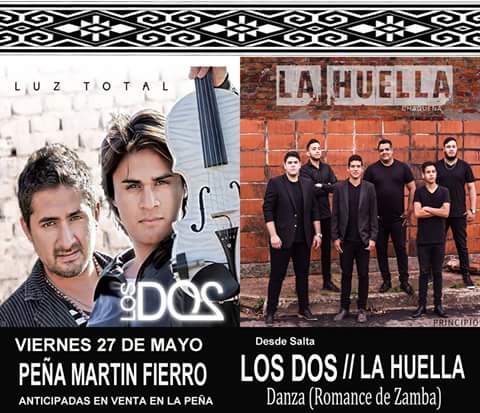 LUZ TOTAL
LOS DOS
VIERNES 27 DE MAYO
PEÑA MARTIN FIERRO
ANTICIPADAS EN VENTA EN LA PEÑA
LA HUELLA
CHAQUEÑA
PRINCIPIO
Desde Salta
LOS DOS // LA HUELLA
Danza (Romance de Zamba)